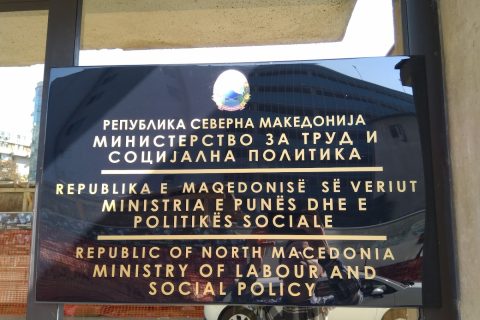 РЕПУБЛИКА СЕВЕРНА МАКЕДОНИЈА
МИНИСТЕРСТВО ЗА ТРУД И
СОЦИЈАЛНА ПОЛИТИКА
REPUBLIKA E MAQEDONISË SË VERIUT
MINISTRIA E PUNËS DHE E
POLITIKËS SOCIALE
REPUBLIC OF NORTH MACEDONIA
MINISTRY OF LABOUR AND
SOCIAL POLICY